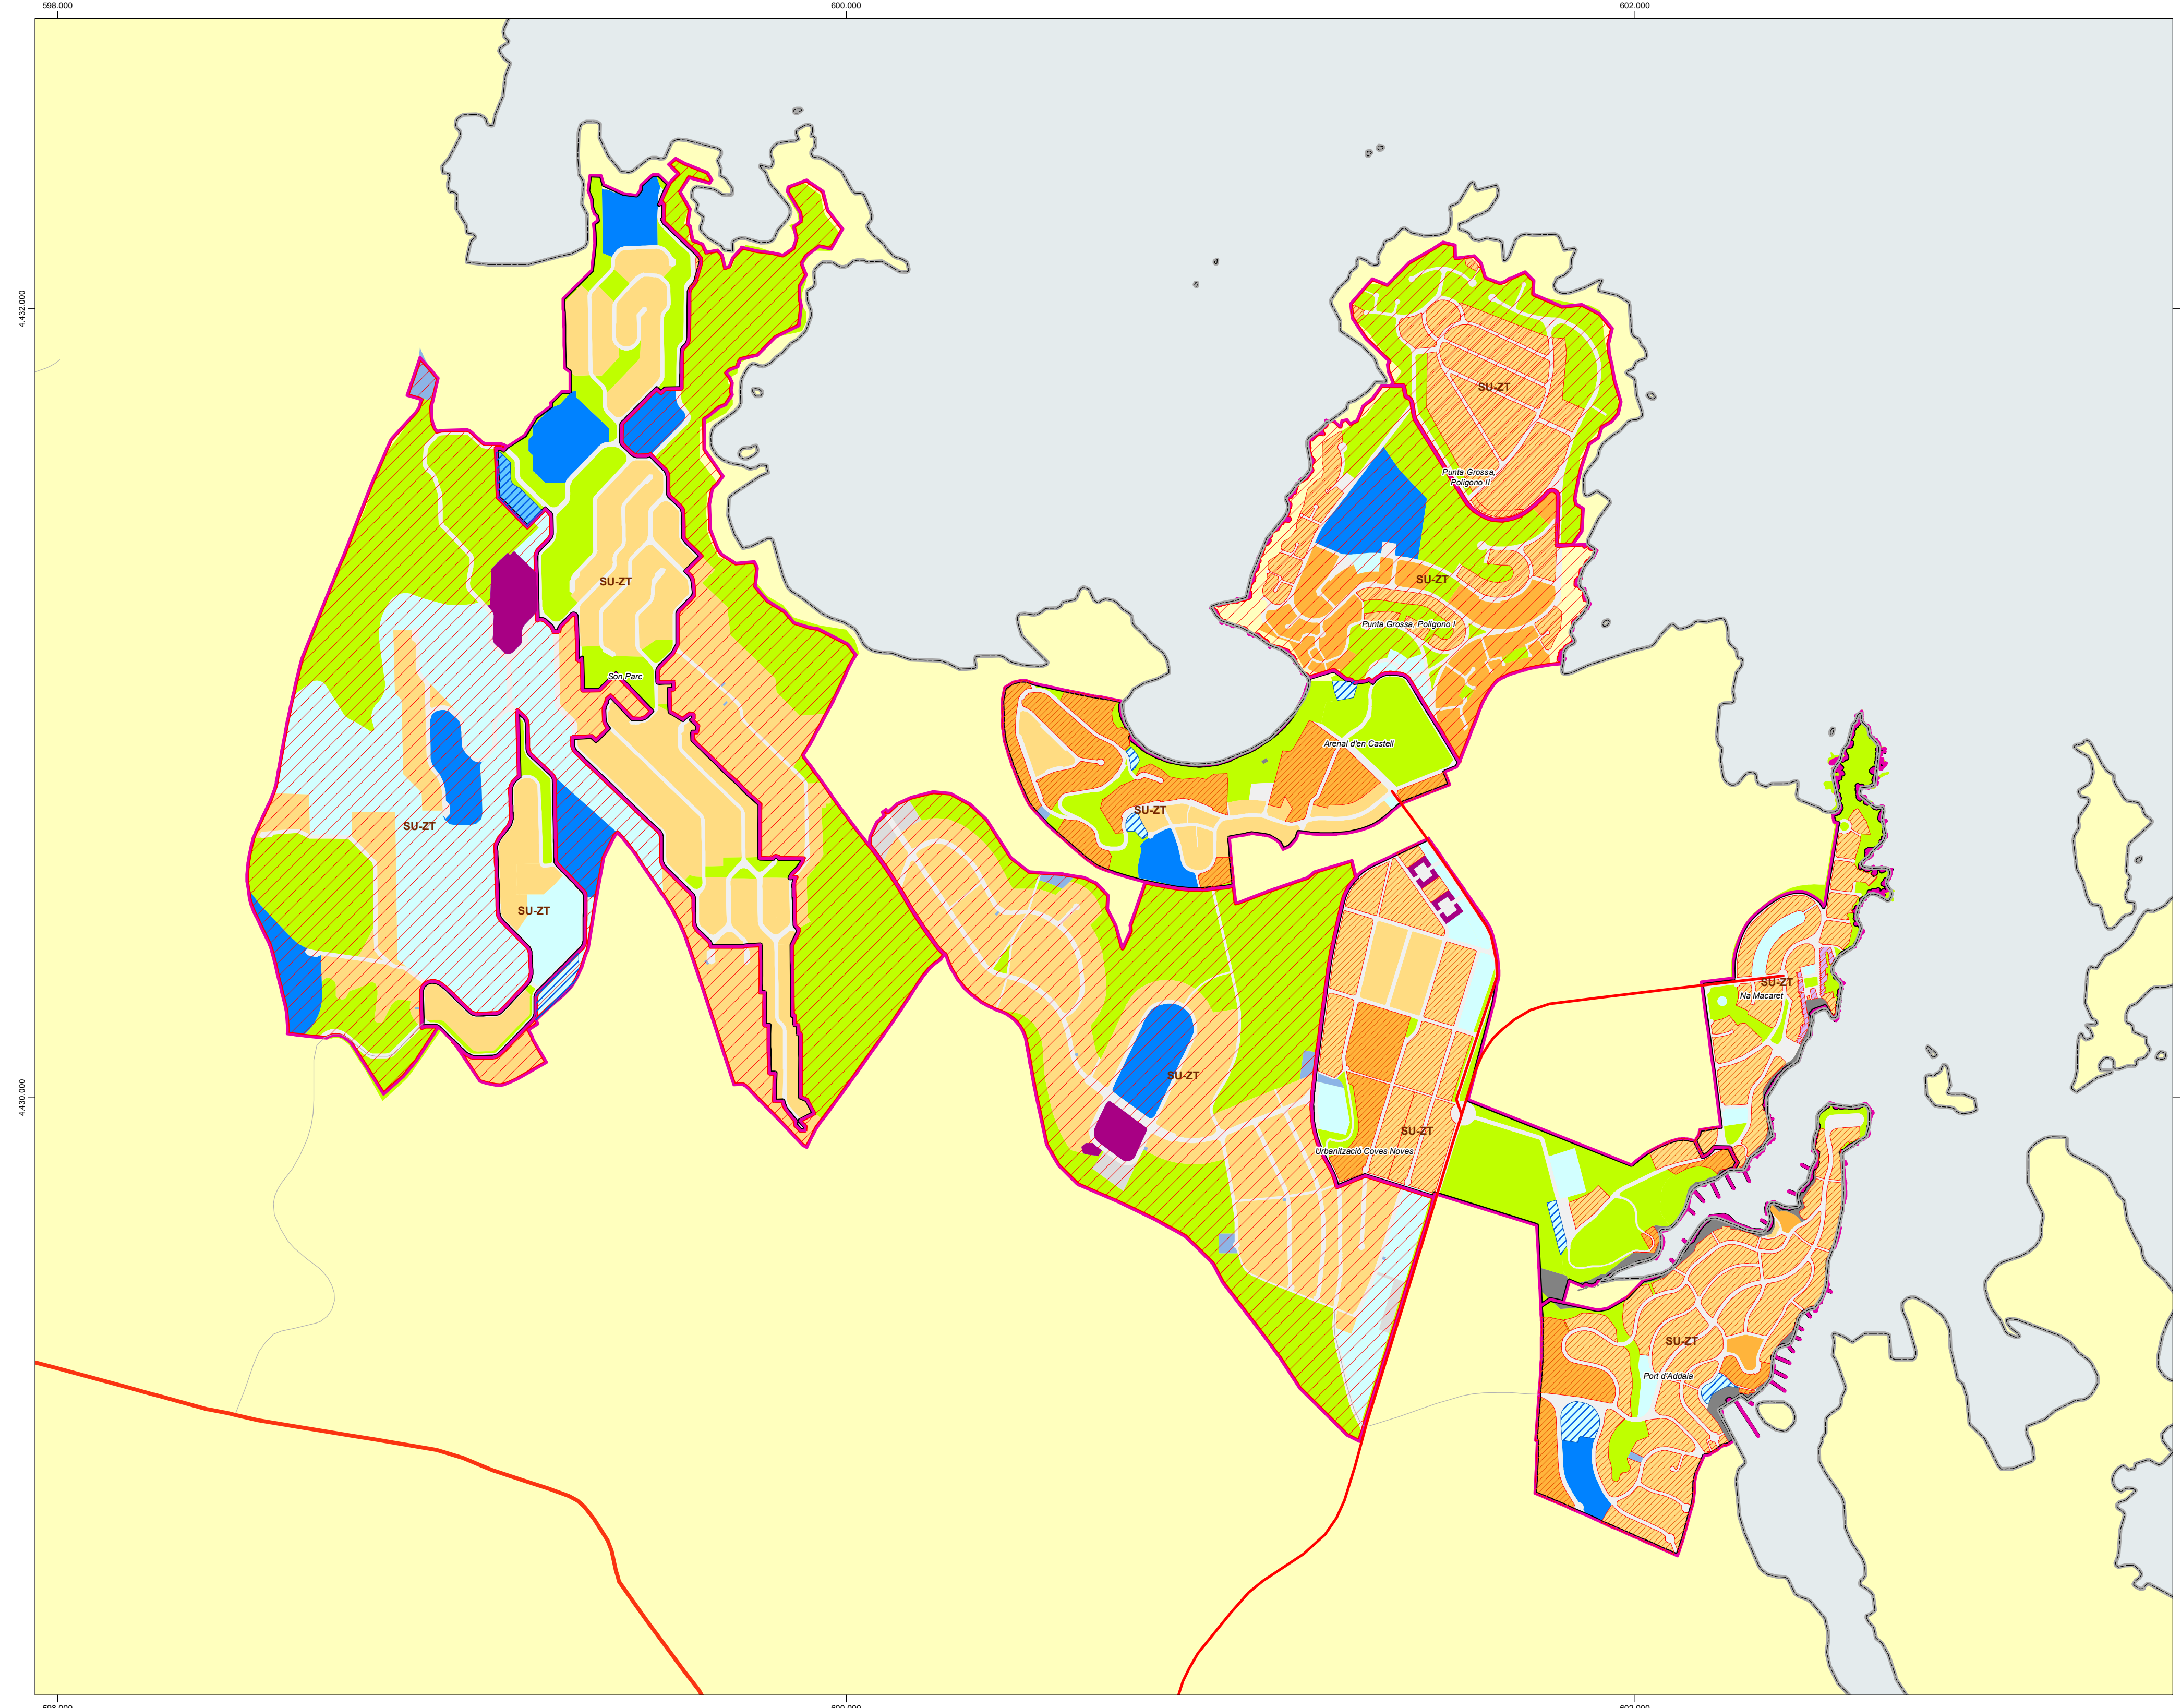 598.000
600.000
602.000
4.432.000
SU-ZT
Punta Grossa,
Poligono II
SU-ZT
SU-ZT
Punta Grossa, Poligono I
Son Parc
Arenal d'en Castell
SU-ZT
SU-ZT
SU-ZT
SU-ZT
Na Macaret
SU-ZT
4.430.000
SU-ZT
Urbanització Coves Noves
SU-ZT
Port d'Addaia
598.000
600.000
602.000